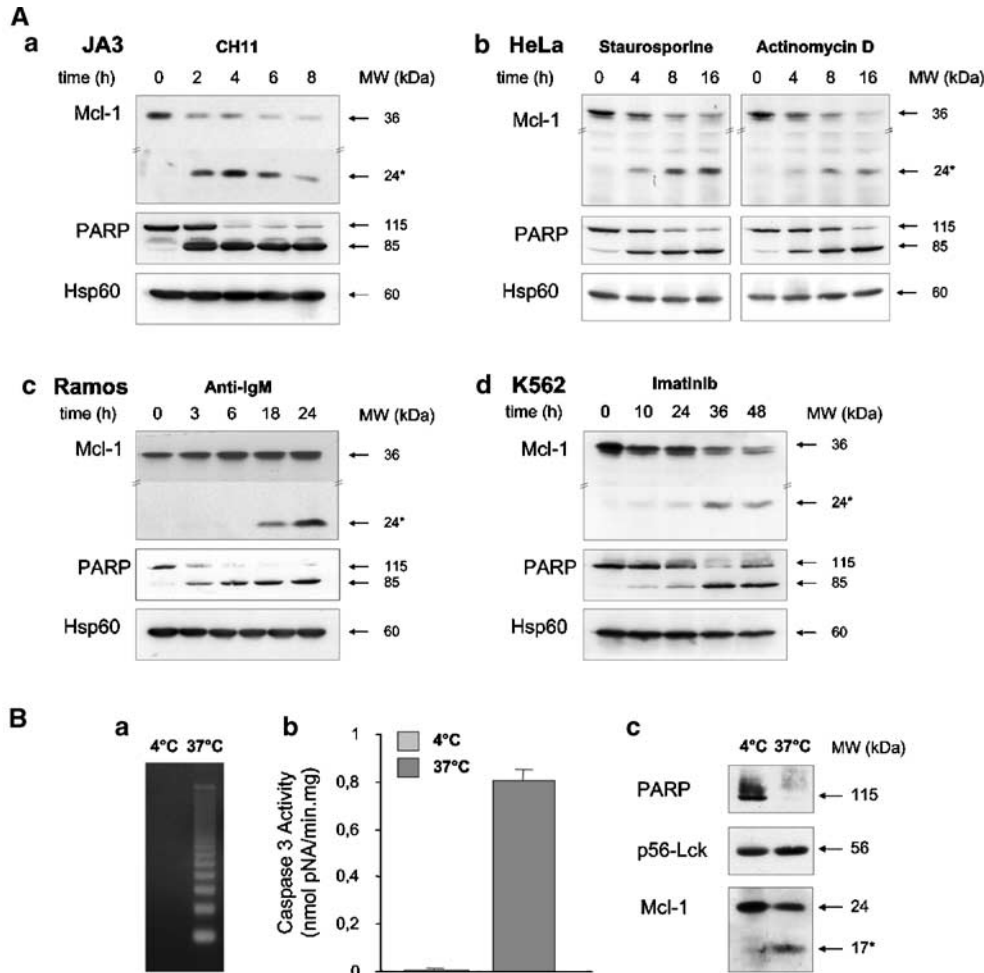 A
a JA3 CH11
time (h) 0 2 4 6 8 MW (kDa)
Mcl-1 36
24*
PARP 115
85
Hsp60 60
b HeLa Staurosporine Actinomycin D
time (h) 0 4 8 16 0 4 8 16 MW (kDa)
Mcl-1 36
24*
PARP 115
85
Hsp60 60
c Ramos Anti-IgM
time (h) 0 3 6 18 24 MW (kDa)
Mcl-1 36
24*
PARP 115
85
Hsp60 60
d K562 Imatinib
time (h) 0 10 24 36 48 MW (kDa)
Mcl-1 36
24*
PARP 115
85
Hsp60 60
B
a
4°C 37°C
b
Caspase 3 Activity
(nmol pNA/min.mg)
1
0,8
0,6
0,4
0,2
0
4°C
37°C
c
4°C 37°C MW (kDa)
PARP 115
p56-Lck 56
Mcl-1 24
17*